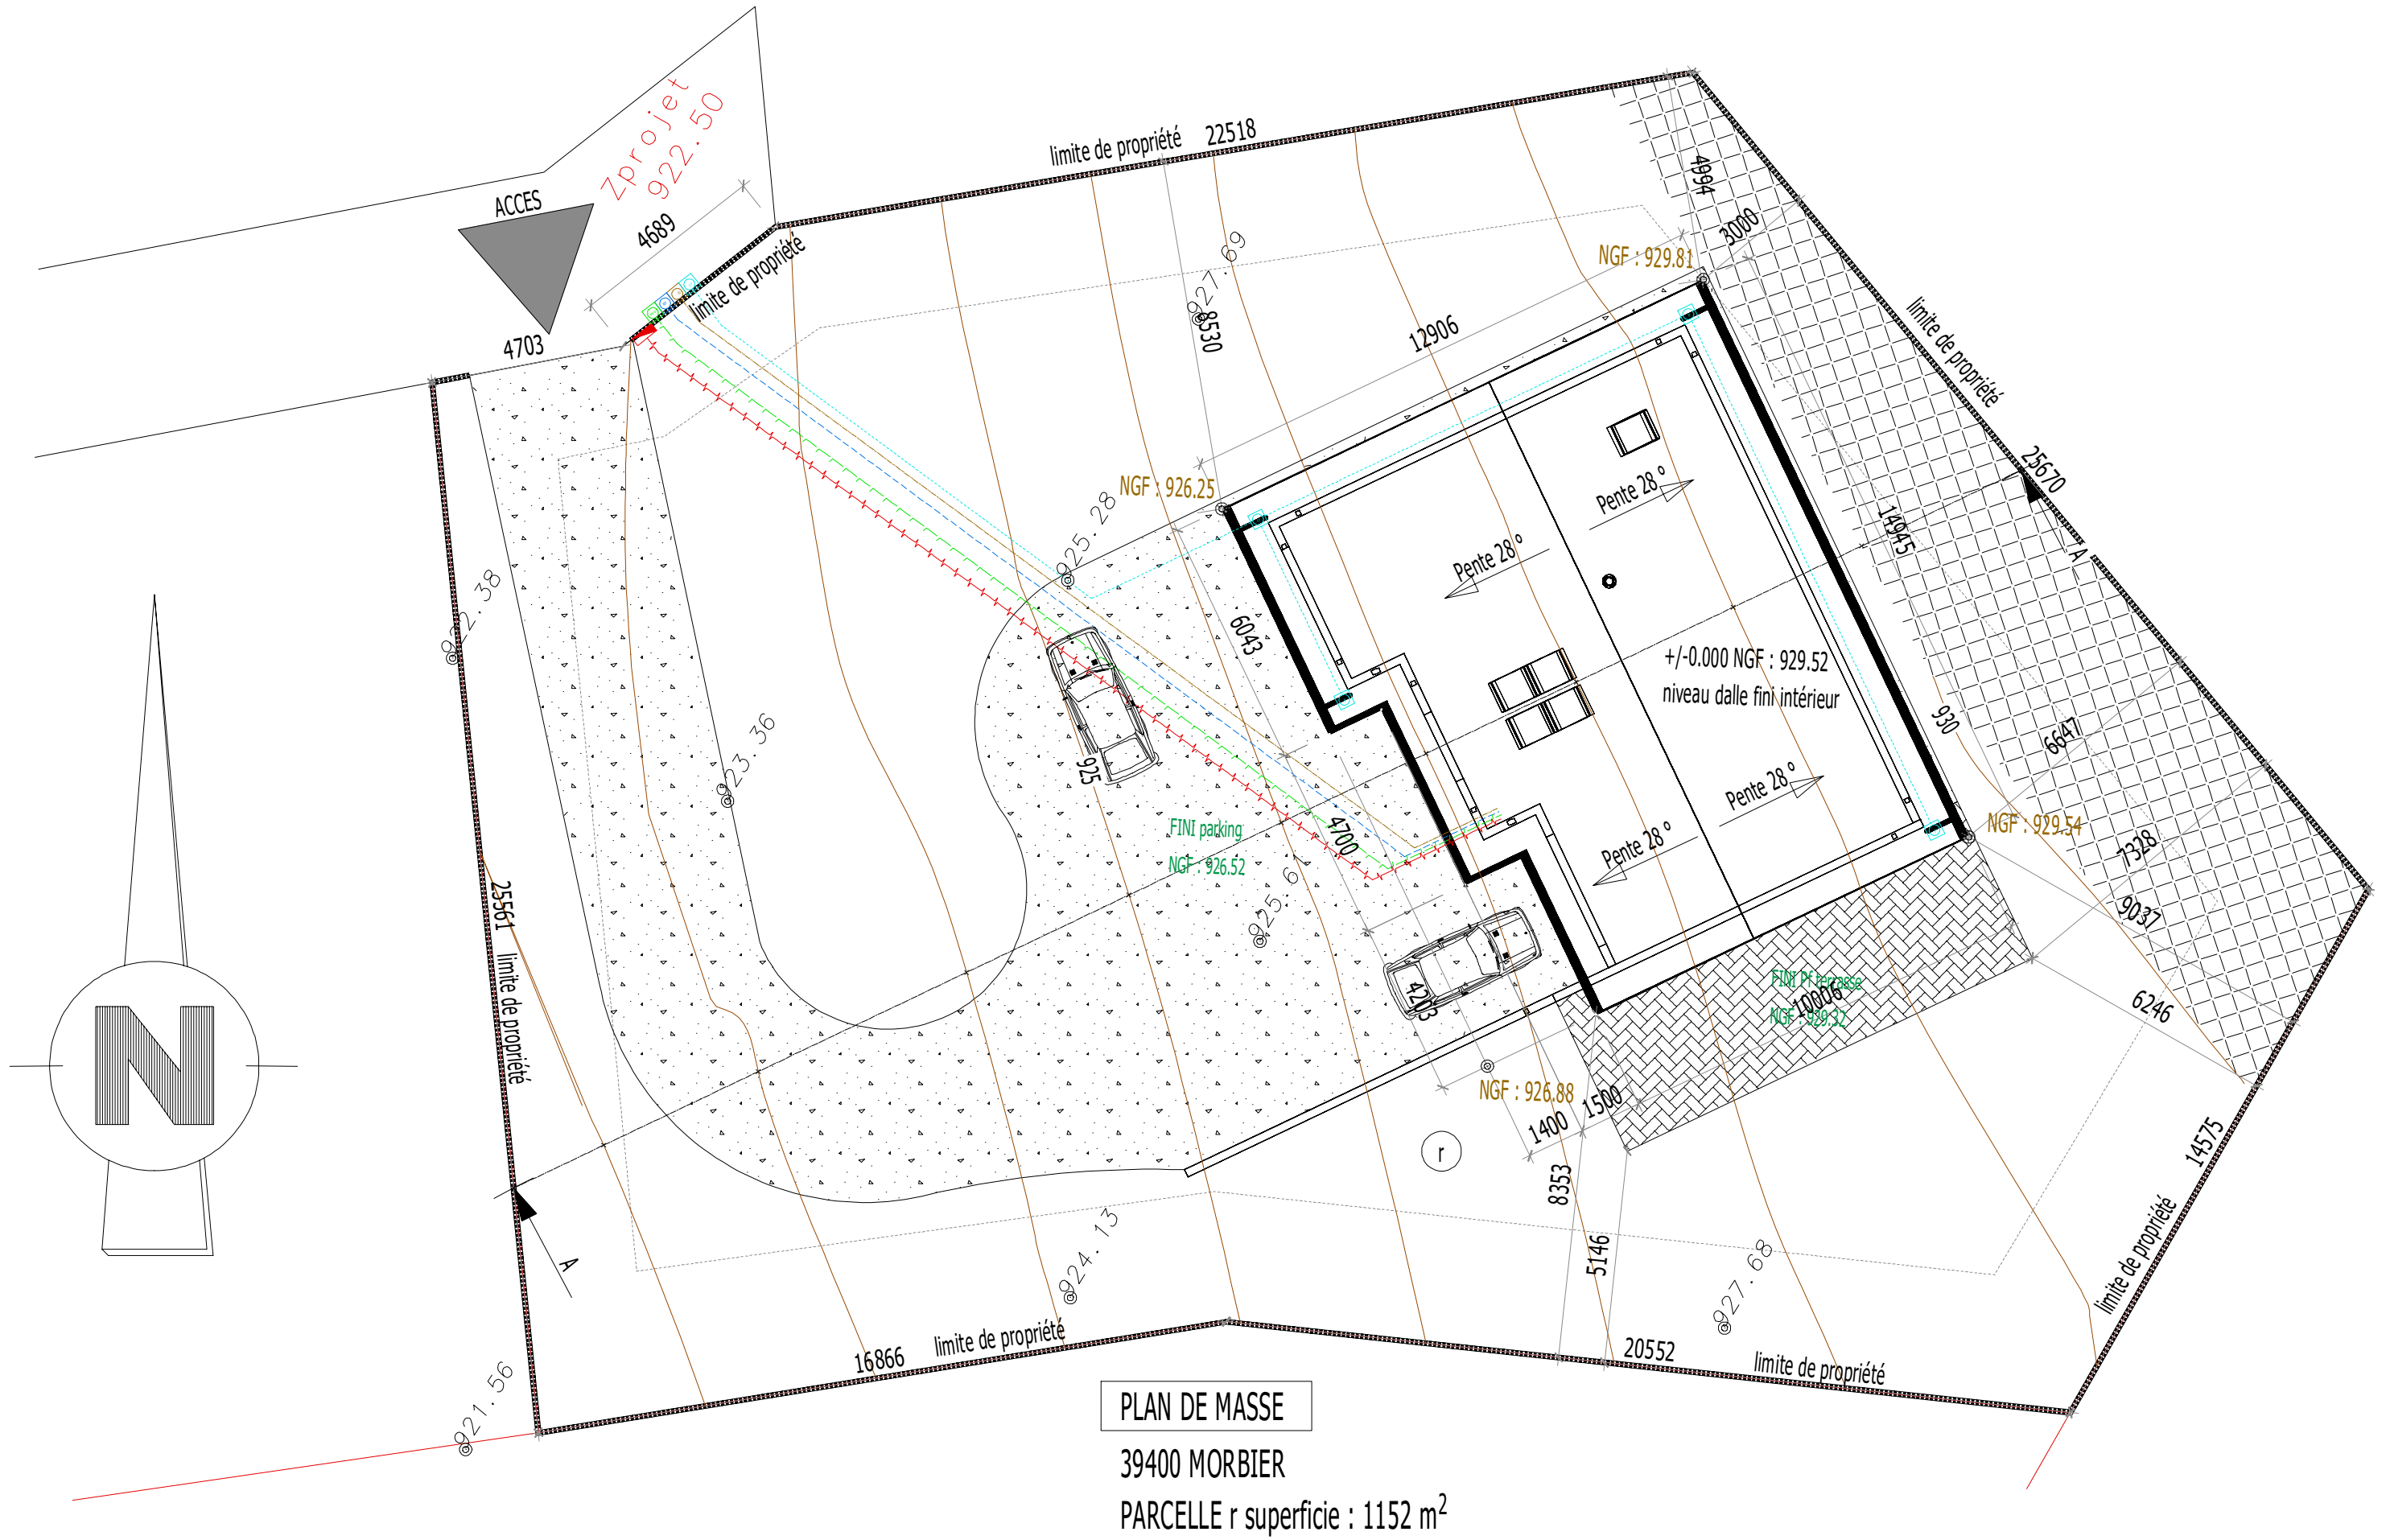 Zprojet
922.50
ACCES
4689
limite de propriété
4703
limite de propriété 22518
4994
3000
NGF : 929.81
927.69
8530
12906
limite de propriété
25670
NGF : 926.25
925.28
Pente 28 °
Pente 28 °
14945
A
922.38
6043
+/-0.000 NGF : 929.52
niveau dalle fini intérieur
930
6647
923.36
925
Pente 28 °
NGF : 929.54
7328
FINI parking
NGF : 926.52
4700
Pente 28 °
925.61
9037
25561
limite de propriété
4203
FINI Pf terrasse
10006
NGF : 929.32
6246
N
NGF : 926.88
1500
1400
r
14575
8353
5146
A
924.13
927.68
limite de propriété
16866
limite de propriété
20552
limite de propriété
921.56
PLAN DE MASSE
39400 MORBIER
PARCELLE r superficie : 1152 m²